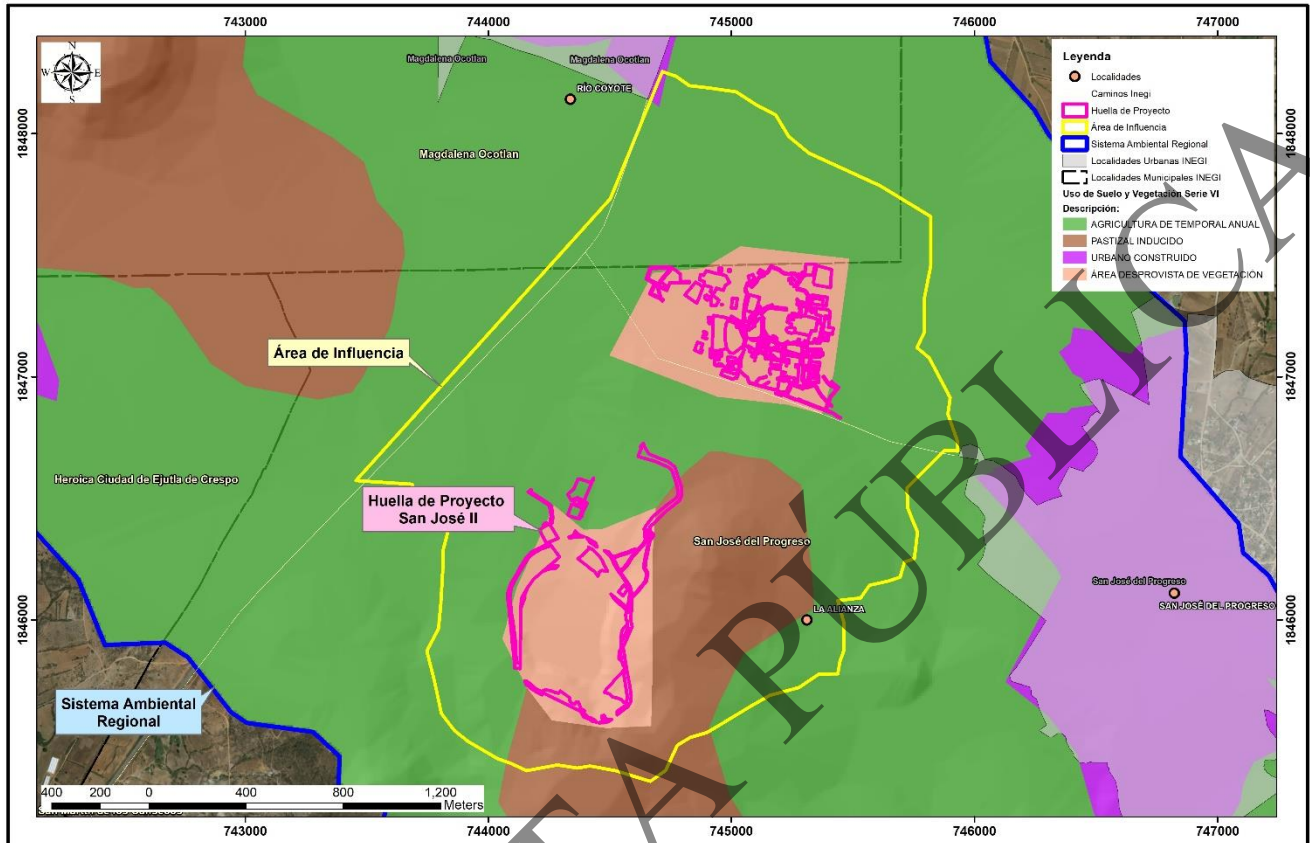 743000
744000
745000
746000
747000
N
W
E
S
Magdalena Ocotlan
Magdalena Ocotlan
RÍO COYOTE
Magdalena Ocotlan
1848000
1848000
Leyenda
Localidades
Caminos Inegi
Huella de Proyecto
Área de Influencia
Sistema Ambiental Regional
Localidades Urbanas INEGI
Localidades Municipales INEGI
Uso de Suelo y Vegetación Serie VI
Descripción:
AGRICULTURA DE TEMPORAL ANUAL
PASTIZAL INDUCIDO
URBANO CONSTRUIDO
ÁREA DESPROVISTA DE VEGETACIÓN
Área de Influencia
1847000
1847000
Heroica Ciudad de Ejutla de Crespo
Huella de Proyecto
San José II
San José del Progreso
San José del Progreso
SAN JOSÉ DEL PROGRESO
LA ALIANZA
1846000
1846000
Sistema Ambiental
Regional
400 200 0 400 800 1,200
Meters
743000
744000
745000
746000
747000
TA PUBLICA